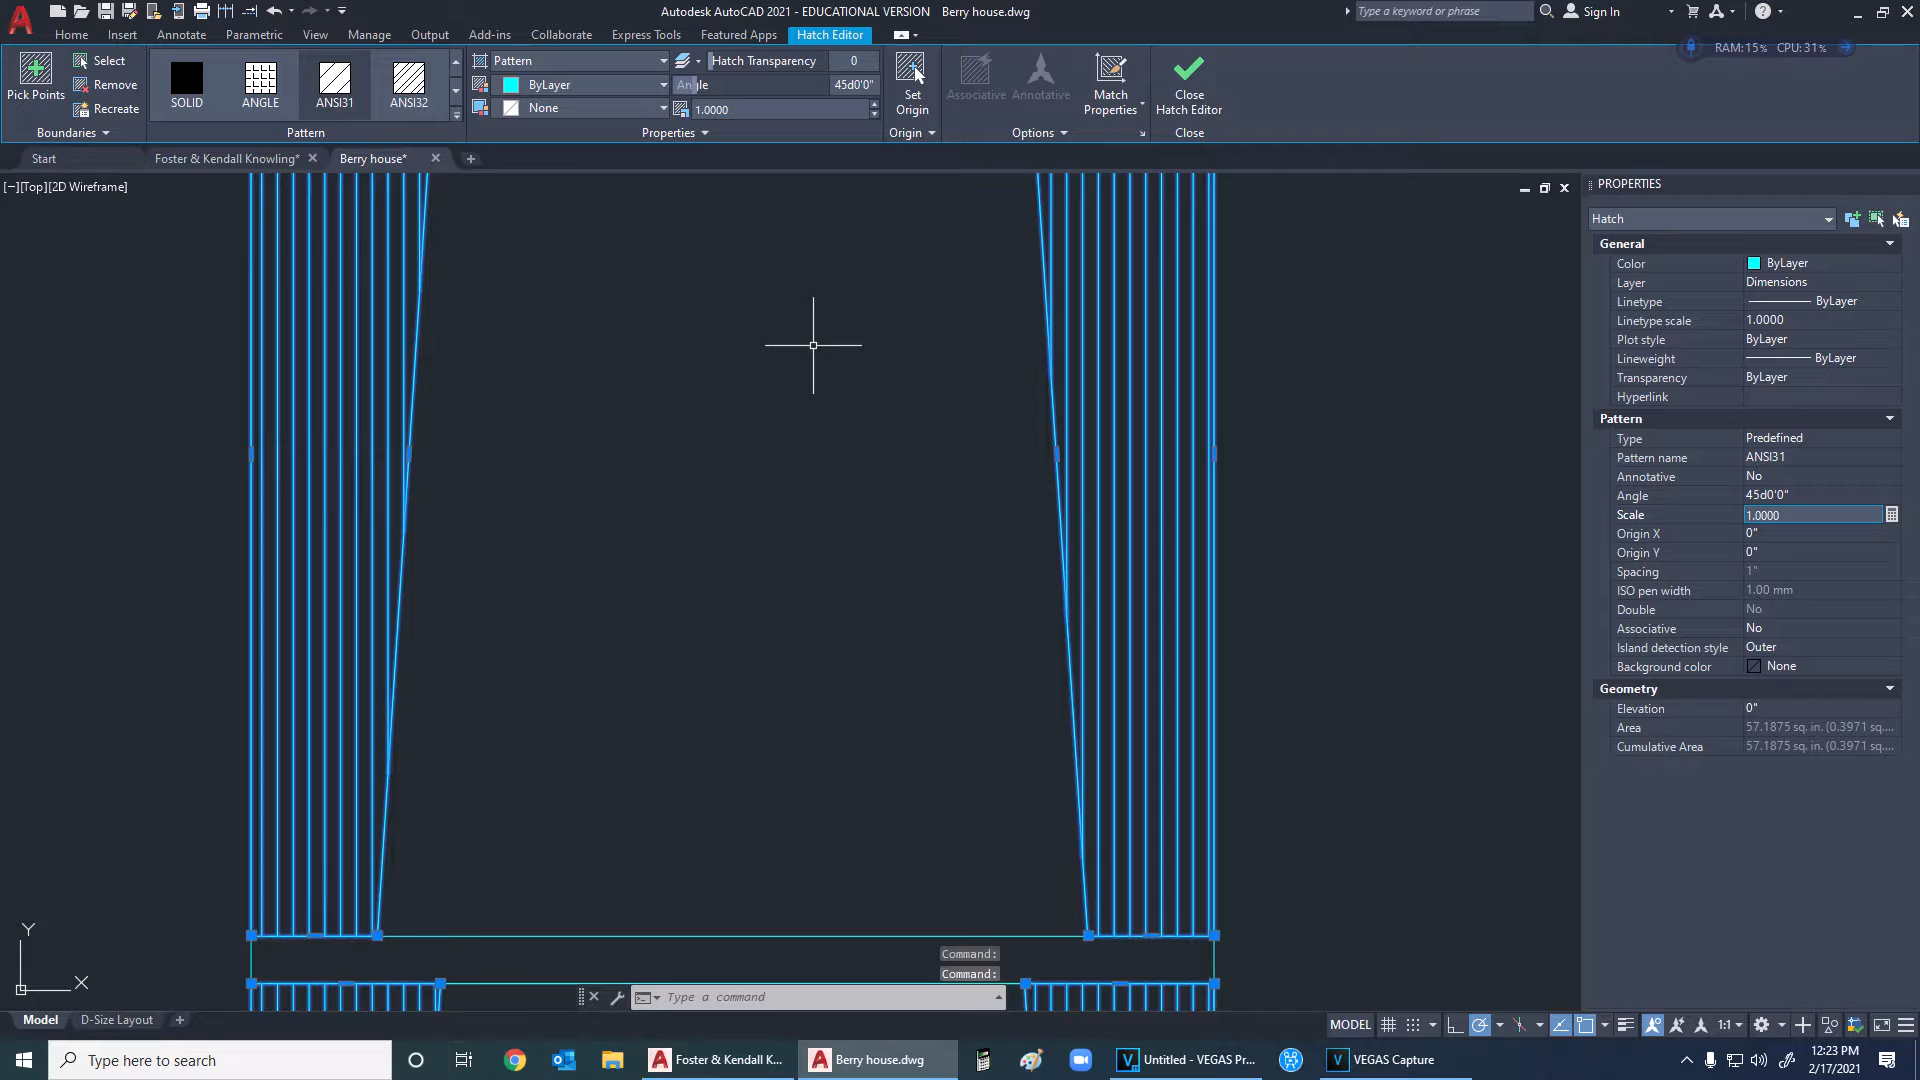 Autodesk AutoCAD 2021 - EDUCATIONAL VERSION Berry house.dwg
Type a keyword or phrase
Sign In
Home Insert Annotate Parametric View Manage Output Add-ins Collaborate Express Tools Featured Apps Hatch Editor
RAM:15% CPU: 31%
Pick Points
Select
Remove
Recreate
Boundaries
SOLID ANGLE ANSI31 ANSI32
Pattern
Pattern
ByLayer
None
Hatch Transparency 0
Angle 45d0'0"
1.0000
Properties
Set
Origin
Origin
Associative Annotative
Match
Properties
Options
Close
Hatch Editor
Close
Start Foster & Kendall Knowling* Berry house*
[−][Top][2D Wireframe]
PROPERTIES
Hatch
General
Color ByLayer
Layer Dimensions
Linetype ByLayer
Linetype scale 1.0000
Plot style ByLayer
Lineweight ByLayer
Transparency ByLayer
Hyperlink
Pattern
Type Predefined
Pattern name ANSI31
Annotative No
Angle 45d0'0"
Scale 1.0000
Origin X 0"
Origin Y 0"
Spacing 1"
ISO pen width 1.00 mm
Double No
Associative No
Island detection style Outer
Background color None
Geometry
Elevation 0"
Area 57.1875 sq. in. (0.3971 sq....
Cumulative Area 57.1875 sq. in. (0.3971 sq....
Y
X
Command:
Command:
Type a command
Model D-Size Layout
MODEL 1:1
Type here to search
Foster & Kendall K...
Berry house.dwg
Untitled - VEGAS Pr...
VEGAS Capture
12:23 PM
2/17/2021